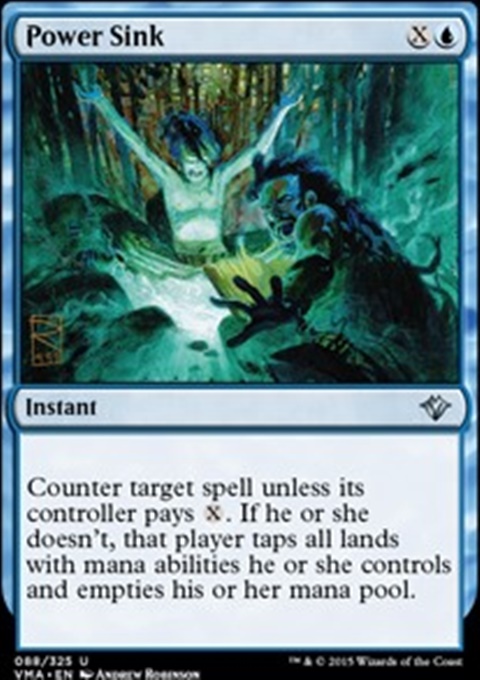 Power Sink X
Instant
Counter target spell unless its
controller pays X. If he or she
doesn't, that player taps all lands
with mana abilities he or she controls
and empties his or her mana pool.
088/325 U
VMA • EN Andrew Robinson
™ & © 2015 Wizards of the Coast